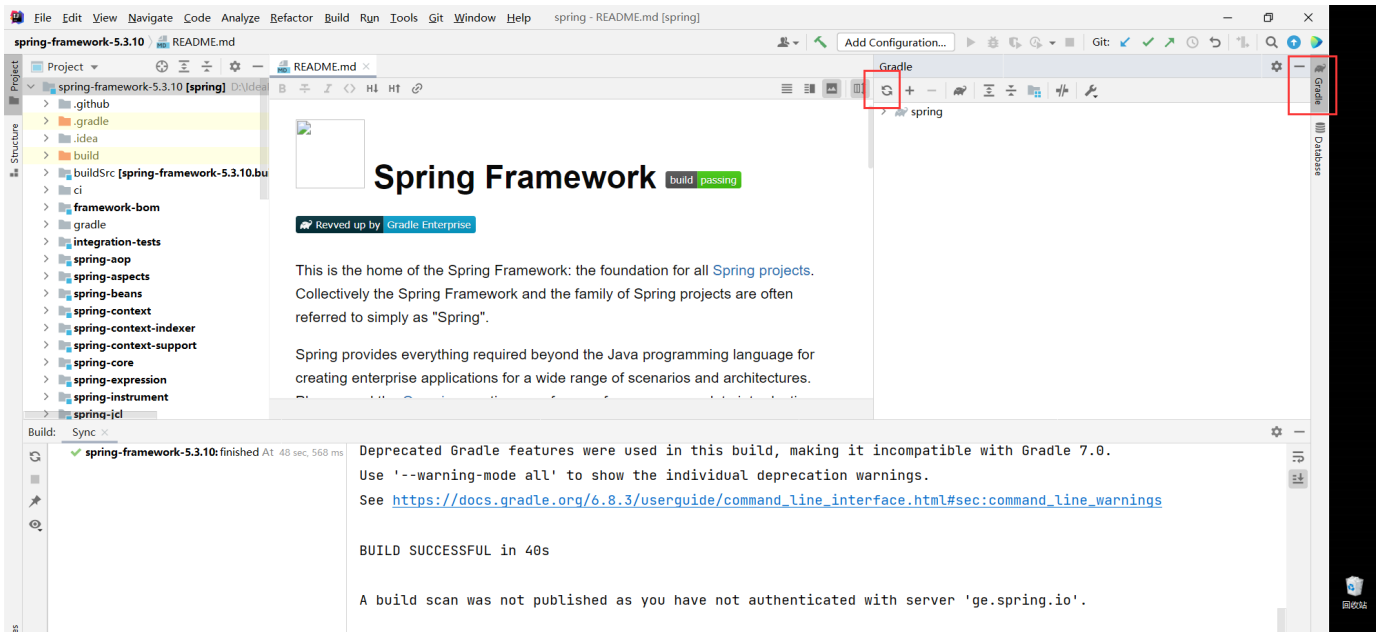 File Edit View Navigate Code Analyze Refactor Build Run Tools Git Window Help spring - README.md [spring]
spring-framework-5.3.10 README.md Add Configuration... Git:
Project README.md Gradle
spring-framework-5.3.10 [spring] D:\Ideal
.github
.gradle
.idea
build
buildSrc [spring-framework-5.3.10.bu
ci
framework-bom
gradle
integration-tests
spring-aop
spring-aspects
spring-beans
spring-context
spring-context-indexer
spring-context-support
spring-core
spring-expression
spring-instrument
spring-jcl
Project
Structure
B I H↓ H↑
Spring Framework build passing
Revved up by Gradle Enterprise
This is the home of the Spring Framework: the foundation for all Spring projects.
Collectively the Spring Framework and the family of Spring projects are often
referred to simply as "Spring".
Spring provides everything required beyond the Java programming language for
creating enterprise applications for a wide range of scenarios and architectures.
spring
Gradle
Database
Build: Sync
spring-framework-5.3.10: finished At 48 sec, 568 ms
Deprecated Gradle features were used in this build, making it incompatible with Gradle 7.0.
Use '--warning-mode all' to show the individual deprecation warnings.
See https://docs.gradle.org/6.8.3/userguide/command_line_interface.html#sec:command_line_warnings
BUILD SUCCESSFUL in 40s
A build scan was not published as you have not authenticated with server 'ge.spring.io'.
回收站